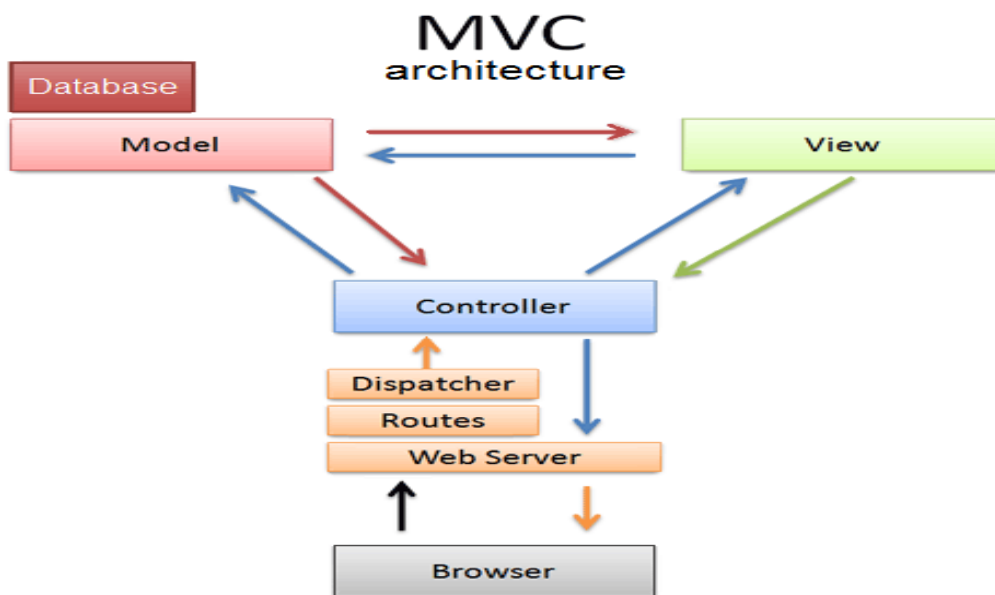 MVC
architecture
Database
Model
View
Controller
Dispatcher
Routes
Web Server
Browser